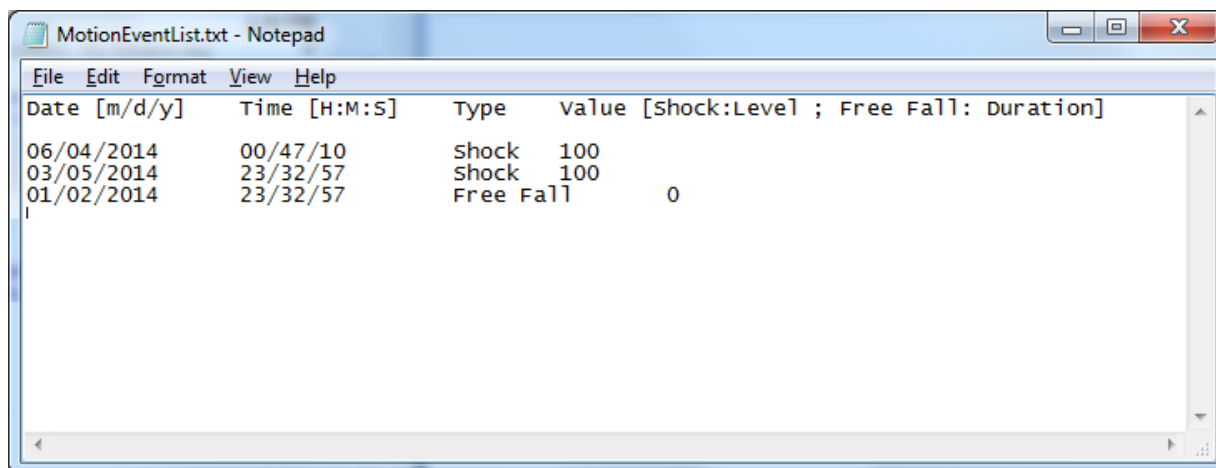 MotionEventList.txt - Notepad
File Edit Format View Help
Date [m/d/y] Time [H:M:S] Type Value [Shock:Level ; Free Fall: Duration]
06/04/2014 00/47/10 Shock 100
03/05/2014 23/32/57 Shock 100
01/02/2014 23/32/57 Free Fall 0